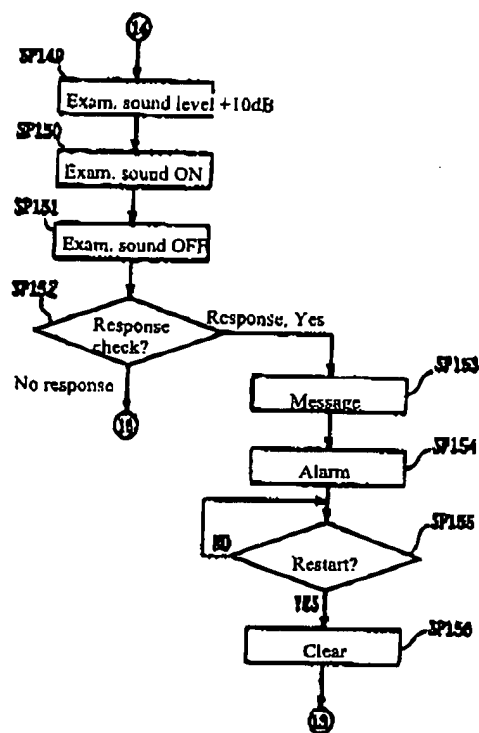 14
SP149
Exam. sound level +10dB
SP150
Exam. sound ON
SP151
Exam. sound OFF
SP152
Response
check?
Response, Yes
No response
SP153
Message
SP154
Alarm
SP155
NO
Restart?
YES
SP156
Clear